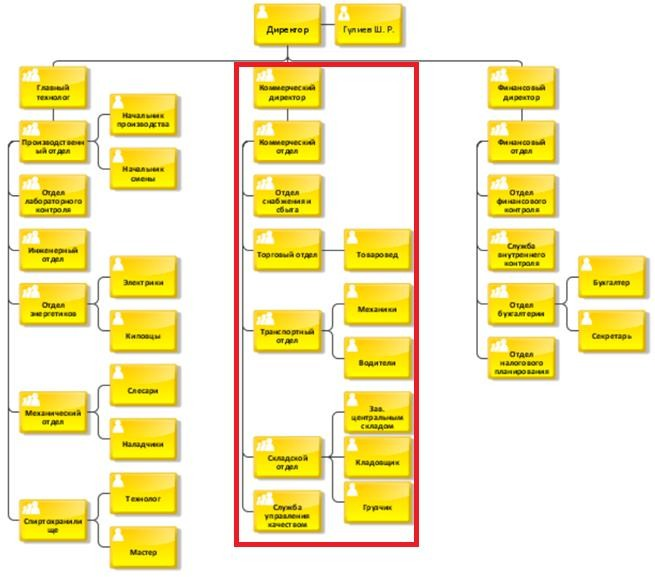 Директор
Гулиев Ш. Р.
Главный
технолог
Производственн
ый отдел
Начальник
производства
Начальник
смены
Отдел
лабораторного
контроля
Инженерный
отдел
Отдел
энергетиков
Электрики
Киповцы
Механический
отдел
Слесари
Наладчики
Спиртохранили
ще
Технолог
Мастер
Коммерческий
директор
Коммерческий
отдел
Отдел
снабжения и
сбыта
Торговый отдел
Товаровед
Транспортный
отдел
Механики
Водители
Складской
отдел
Зав.
центральным
складом
Кладовщик
Грузчик
Служба
управления
качеством
Финансовый
директор
Финансовый
отдел
Отдел
финансового
контроля
Служба
внутреннего
контроля
Отдел
бухгалтерии
Бухгалтер
Секретарь
Отдел
налогового
планирования